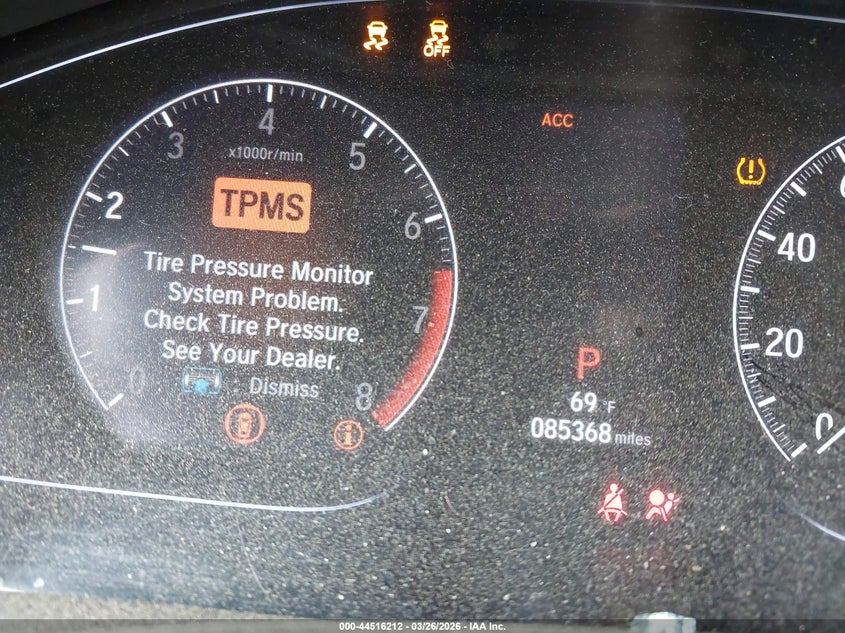 OFF
ACC
4
3
5
x1000r/min
2
TPMS
6
40
Tire Pressure Monitor
System Problem.
1
7
Check Tire Pressure.
20
See Your Dealer.
P
0
: Dismiss
8
69 °F
085368 miles
0
000-44516212 - 03/26/2026 - IAA Inc.